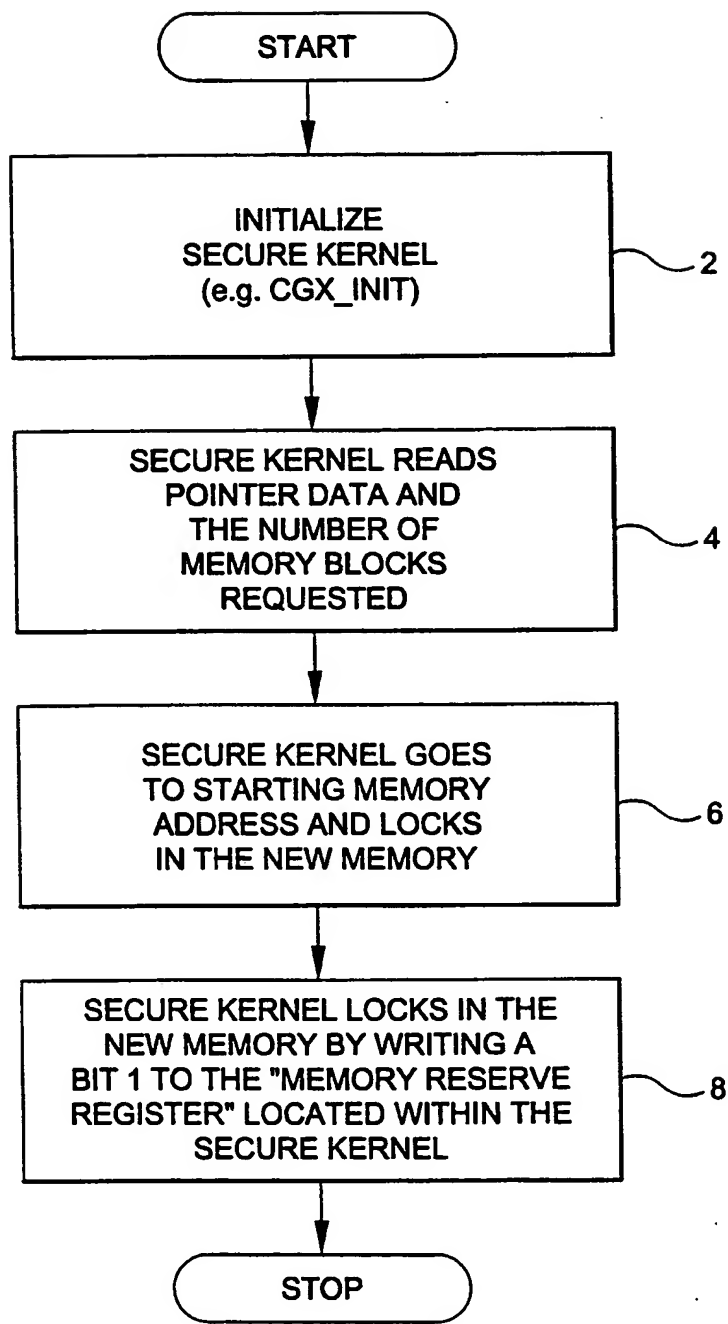 START
INITIALIZE
SECURE KERNEL
(e.g. CGX_INIT)
2
SECURE KERNEL READS
POINTER DATA AND
THE NUMBER OF
MEMORY BLOCKS
REQUESTED
4
SECURE KERNEL GOES
TO STARTING MEMORY
ADDRESS AND LOCKS
IN THE NEW MEMORY
6
SECURE KERNEL LOCKS IN THE
NEW MEMORY BY WRITING A
BIT 1 TO THE "MEMORY RESERVE
REGISTER" LOCATED WITHIN THE
SECURE KERNEL
8
STOP